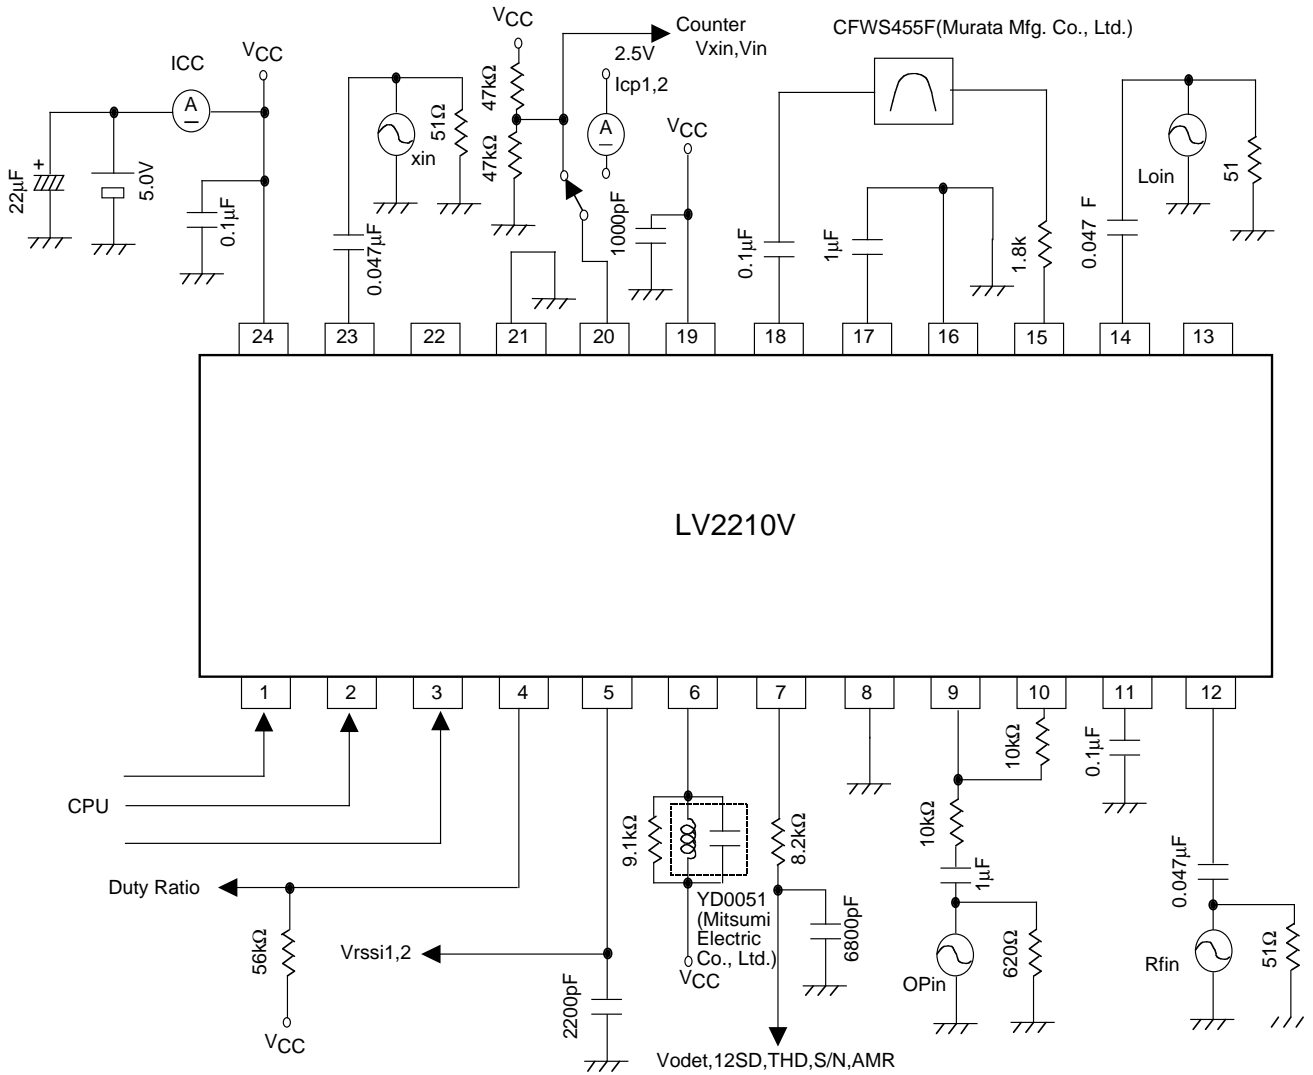 CFWS455F(Murata Mfg. Co., Ltd.)
Counter
Vxin,Vin
VCC
2.5V
Icp1,2
ICC
VCC
A
47kΩ
47kΩ
A
VCC
51Ω
xin
22µF
+
5.0V
0.1µF
0.047µF
1000pF
0.1µF
1µF
1.8k
0.047 F
Loin
51
24
23
22
21
20
19
18
17
16
15
14
13
LV2210V
1
2
3
4
5
6
7
8
9
10
11
12
CPU
Duty Ratio
56kΩ
VCC
Vrssi1,2
2200pF
9.1kΩ
YD0051
(Mitsumi
Electric
Co., Ltd.)
VCC
8.2kΩ
6800pF
Vodet,12SD,THD,S/N,AMR
10kΩ
10kΩ
1µF
OPin
620Ω
0.1µF
0.047µF
Rfin
51Ω